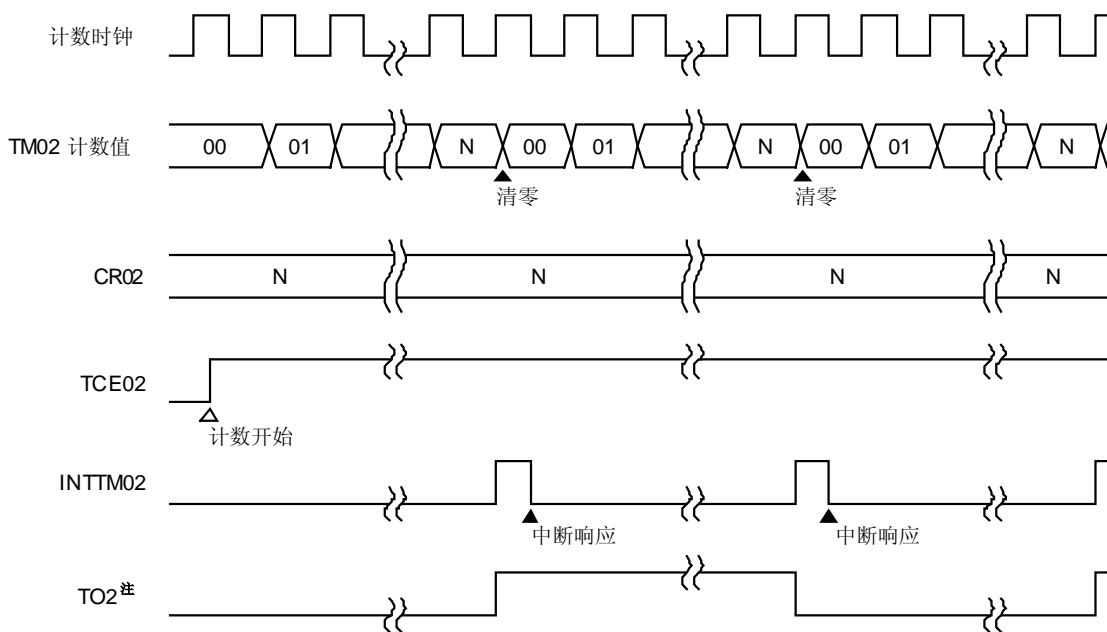 计数时钟
TM02 计数值
00 01 N 00 01 N 00 01 N
清零 清零
CR02
N N N N
TCE02
计数开始
INTTM02
中断响应 中断响应
TO2注